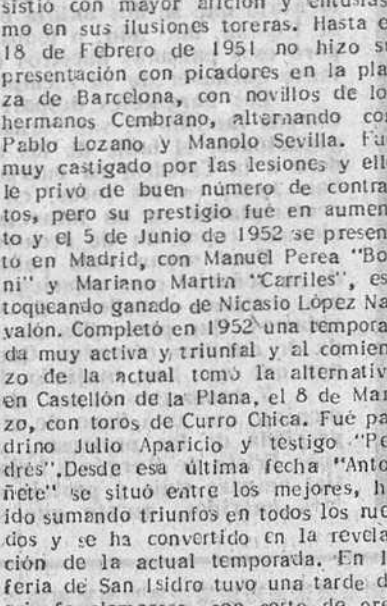 sistió con mayor afición y entusias
mo en sus ilusiones toreras. Hasta e
18 de Febrero de 1951 no hizo s
presentación con picadores en la pla
za de Barcelona, con novillos de lo
hermanos Cembrano, alternando co
Pablo Lozano y Manolo Sevilla. Fu
muy castigado por las lesiones y ell
le privó de buen número de contra
tos, pero su prestigio fué en aumen
to y el 5 de Junio de 1952 se presen
tó en Madrid, con Manuel Perea "Bo
ni" y Mariano Martín "Carriles", es
toqueando ganado de Nicasio López Na
valón. Completó en 1952 una tempora
da muy activa y triunfal y al comien
zo de la actual tomó la alternativ
en Castellón de la Plana, el 8 de Mar
zo, con toros de Curro Chica. Fué pa
drino Julio Aparicio y testigo "Pe
drés".Desde esa última fecha "Anto
ñete" se situó entre los mejores, h
ido sumando triunfos en todos los rue
dos y se ha convertido en la revela
ción de la actual temporada. En l
feria de San Isidro tuvo una tarde d